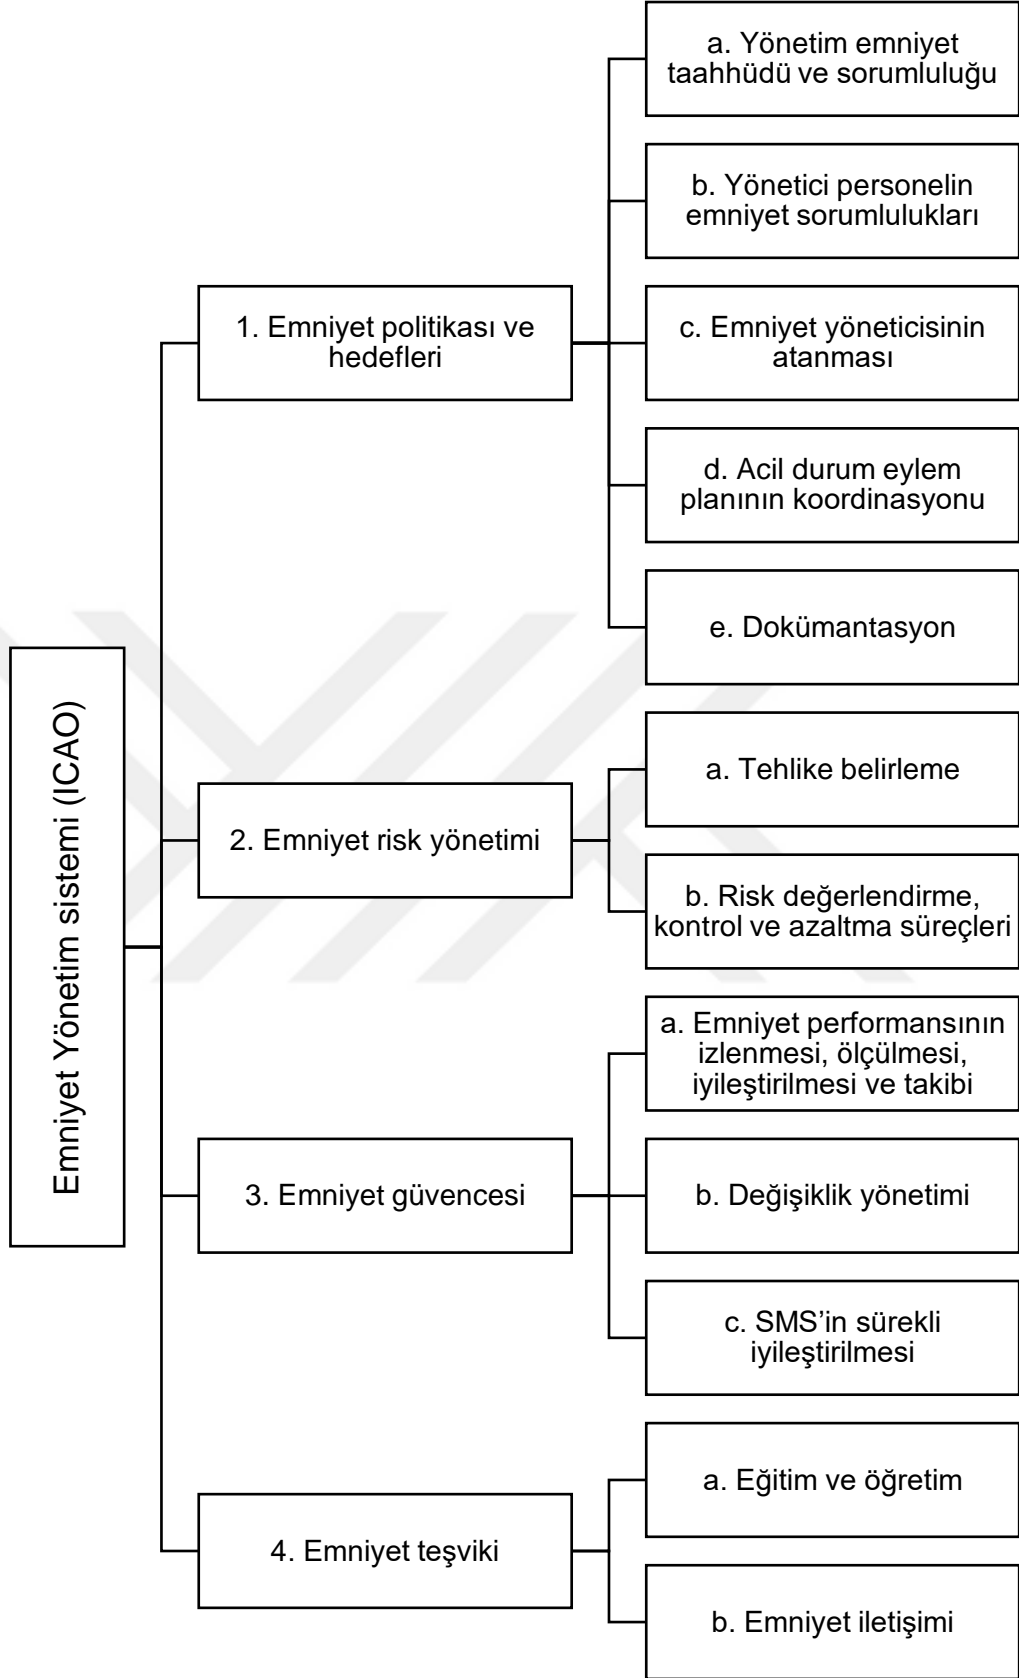 Emniyet Yönetim sistemi (ICAO)
1. Emniyet politikası ve
hedefleri
a. Yönetim emniyet
taahhüdü ve sorumluluğu
b. Yönetici personelin
emniyet sorumlulukları
c. Emniyet yöneticisinin
atanması
d. Acil durum eylem
planının koordinasyonu
e. Dokümantasyon
2. Emniyet risk yönetimi
a. Tehlike belirleme
b. Risk değerlendirme,
kontrol ve azaltma süreçleri
3. Emniyet güvencesi
a. Emniyet performansının
izlenmesi, ölçülmesi,
iyileştirilmesi ve takibi
b. Değişiklik yönetimi
c. SMS’in sürekli
iyileştirilmesi
4. Emniyet teşviki
a. Eğitim ve öğretim
b. Emniyet iletişimi